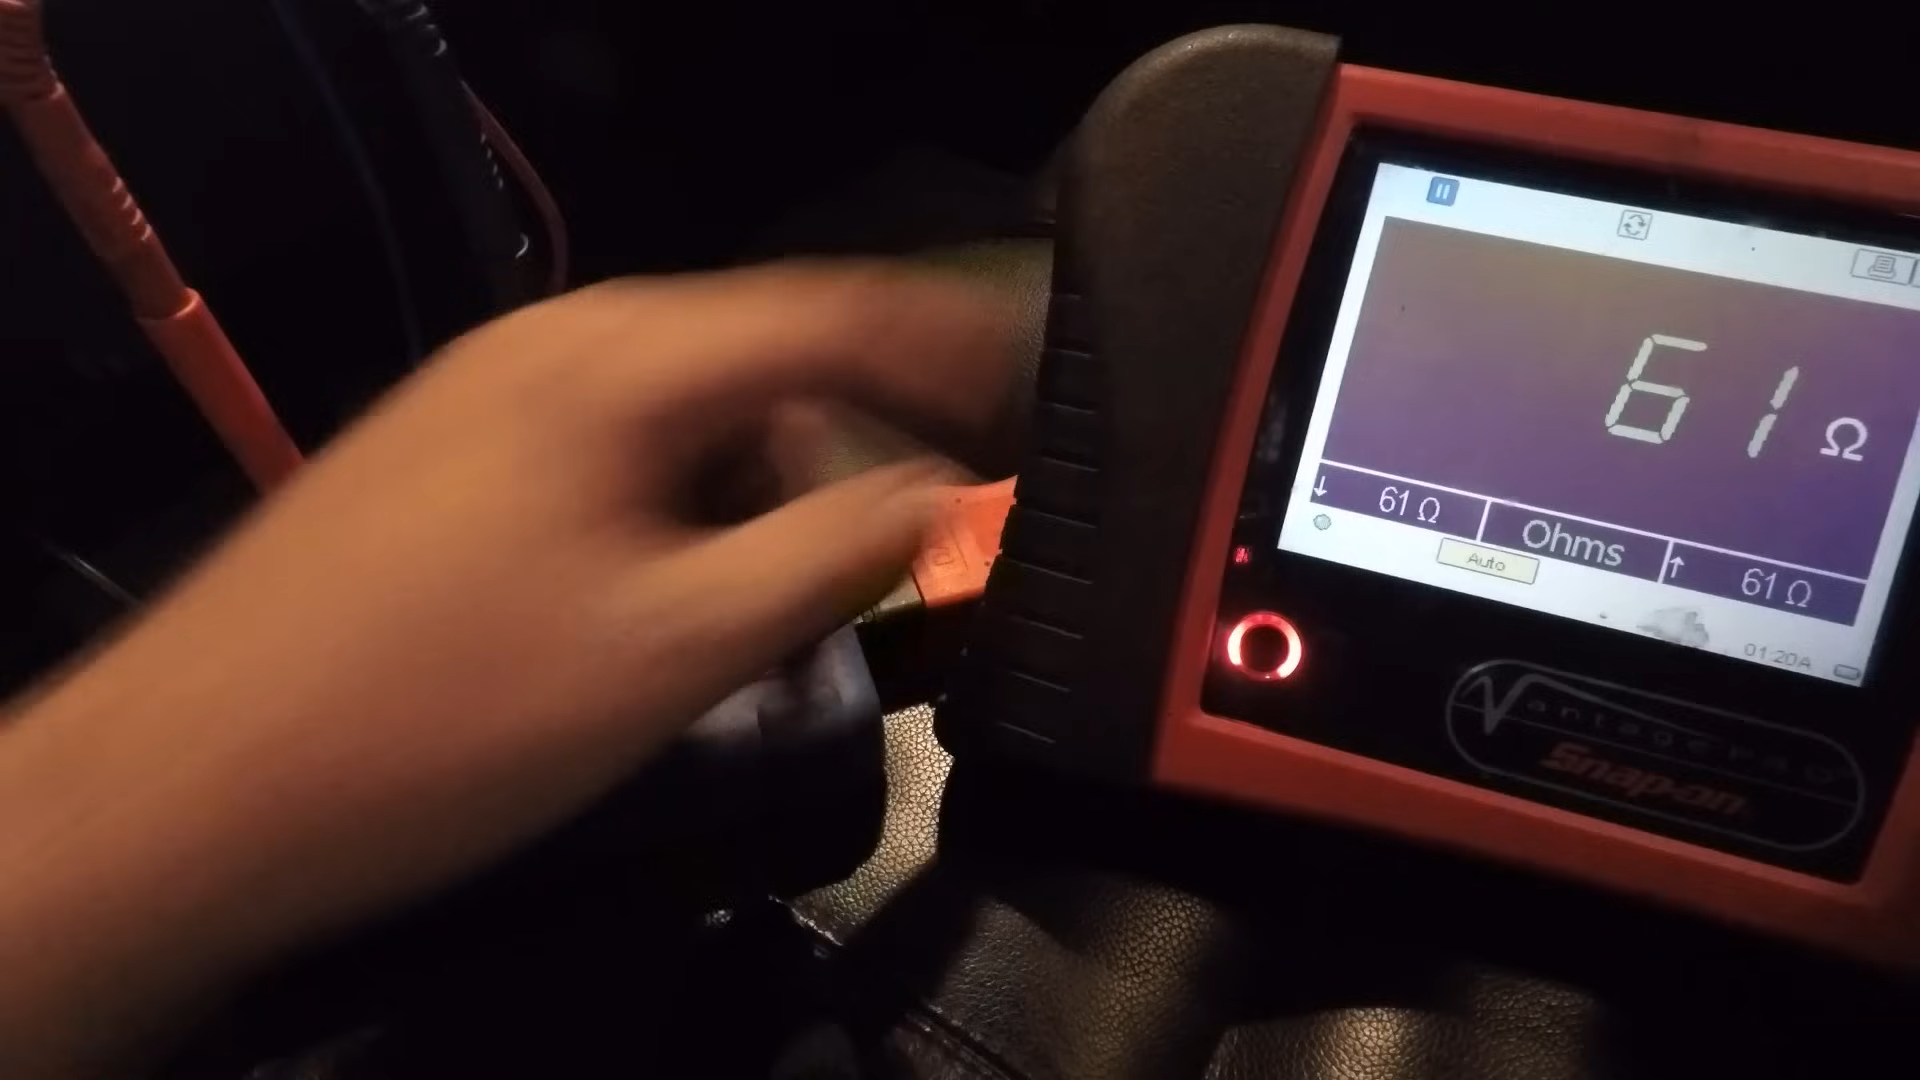 61 Ω
61 Ω
Ohms
61 Ω
Auto
01:20A
Vantage PRO
Snap-on